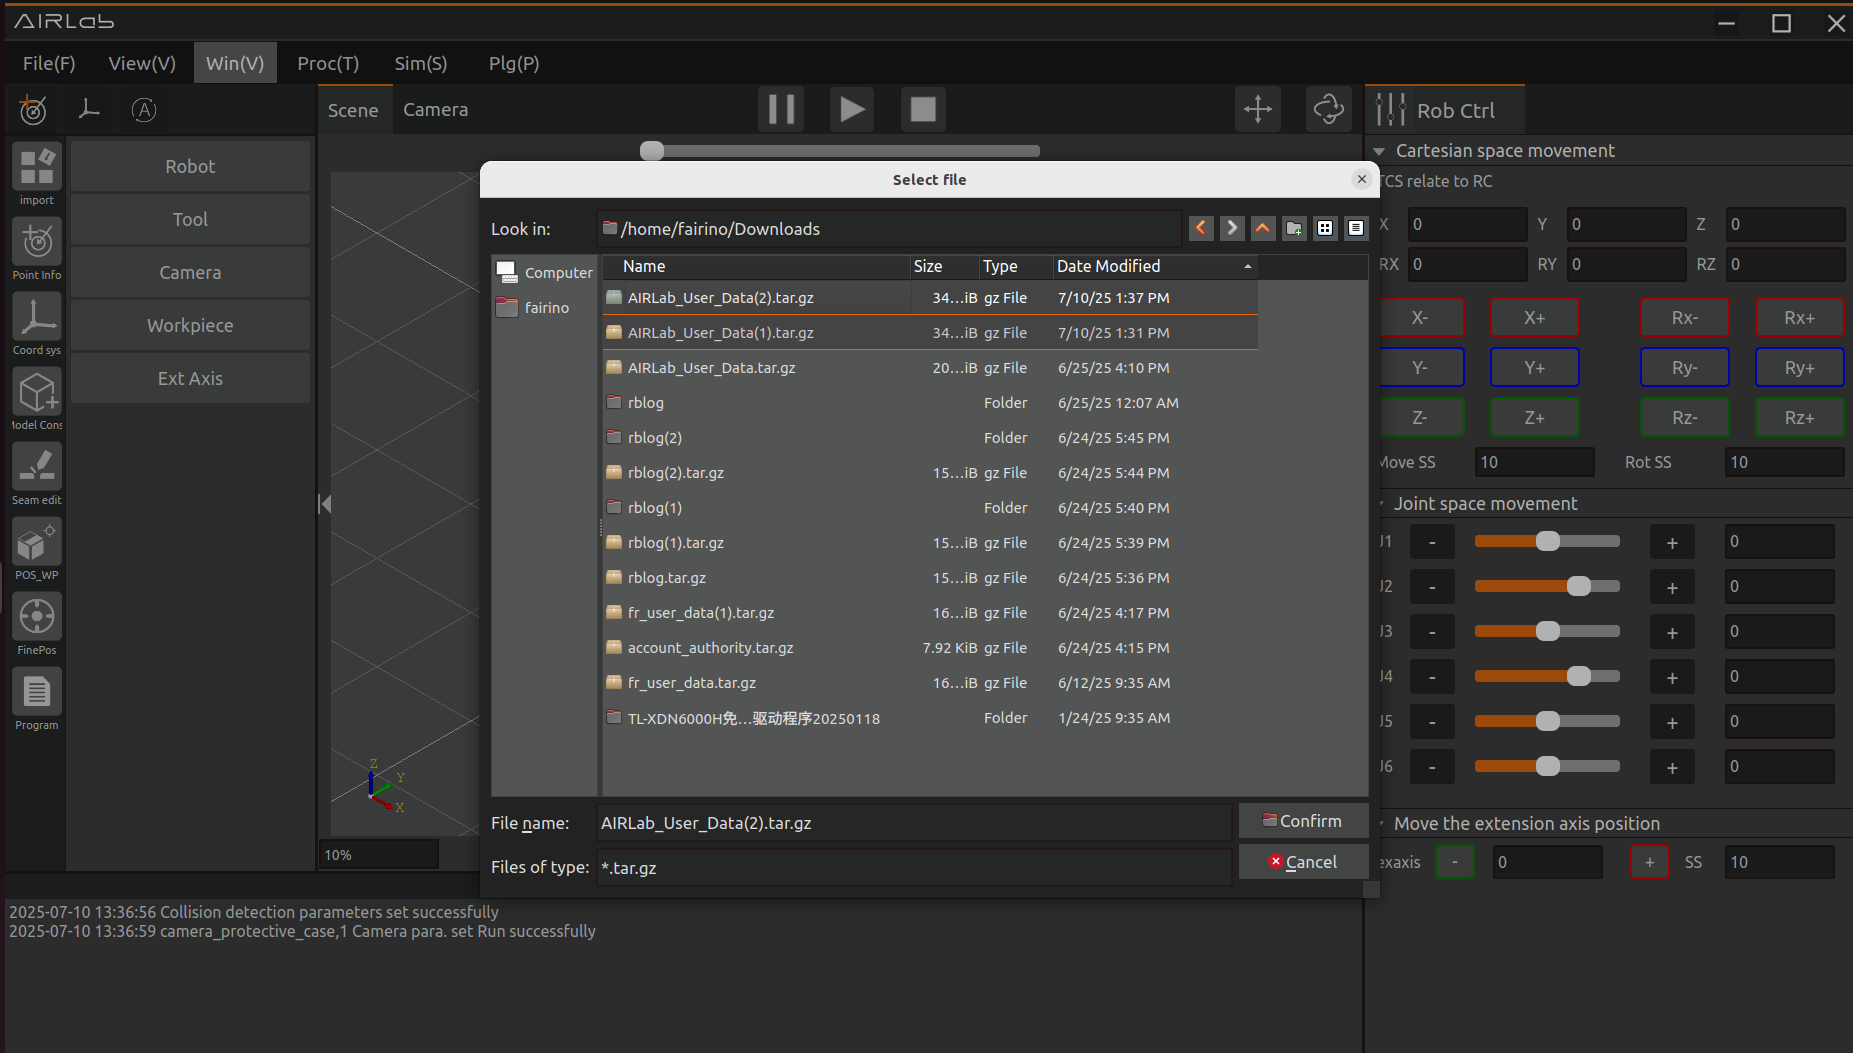 AIRLab
File(F) View(V) Win(V) Proc(T) Sim(S) Plg(P)
Scene Camera
Rob Ctrl
import
Point Info
Coord sys
Model Cons
Seam edit
POS_WP
FinePos
Program
Robot
Tool
Camera
Workpiece
Ext Axis
Z
Y
X
10%
Select file
Look in: /home/fairino/Downloads
Computer
fairino
Name Size Type Date Modified
AIRLab_User_Data(2).tar.gz 34...iB gz File 7/10/25 1:37 PM
AIRLab_User_Data(1).tar.gz 34...iB gz File 7/10/25 1:31 PM
AIRLab_User_Data.tar.gz 20...iB gz File 6/25/25 4:10 PM
rblog Folder 6/25/25 12:07 AM
rblog(2) Folder 6/24/25 5:45 PM
rblog(2).tar.gz 15...iB gz File 6/24/25 5:44 PM
rblog(1) Folder 6/24/25 5:40 PM
rblog(1).tar.gz 15...iB gz File 6/24/25 5:39 PM
rblog.tar.gz 15...iB gz File 6/24/25 5:36 PM
fr_user_data(1).tar.gz 16...iB gz File 6/24/25 4:17 PM
account_authority.tar.gz 7.92 KiB gz File 6/24/25 4:15 PM
fr_user_data.tar.gz 16...iB gz File 6/12/25 9:35 AM
TL-XDN6000H免...驱动程序20250118 Folder 1/24/25 9:35 AM
File name: AIRLab_User_Data(2).tar.gz Confirm
Files of type: *.tar.gz Cancel
Cartesian space movement
TCS relate to RC
X 0 Y 0 Z 0
RX 0 RY 0 RZ 0
X- X+ Rx- Rx+
Y- Y+ Ry- Ry+
Z- Z+ Rz- Rz+
Move SS 10 Rot SS 10
Joint space movement
J1 - + 0
J2 - + 0
J3 - + 0
J4 - + 0
J5 - + 0
J6 - + 0
Move the extension axis position
exaxis - 0 + SS 10
2025-07-10 13:36:56 Collision detection parameters set successfully
2025-07-10 13:36:59 camera_protective_case,1 Camera para. set Run successfully